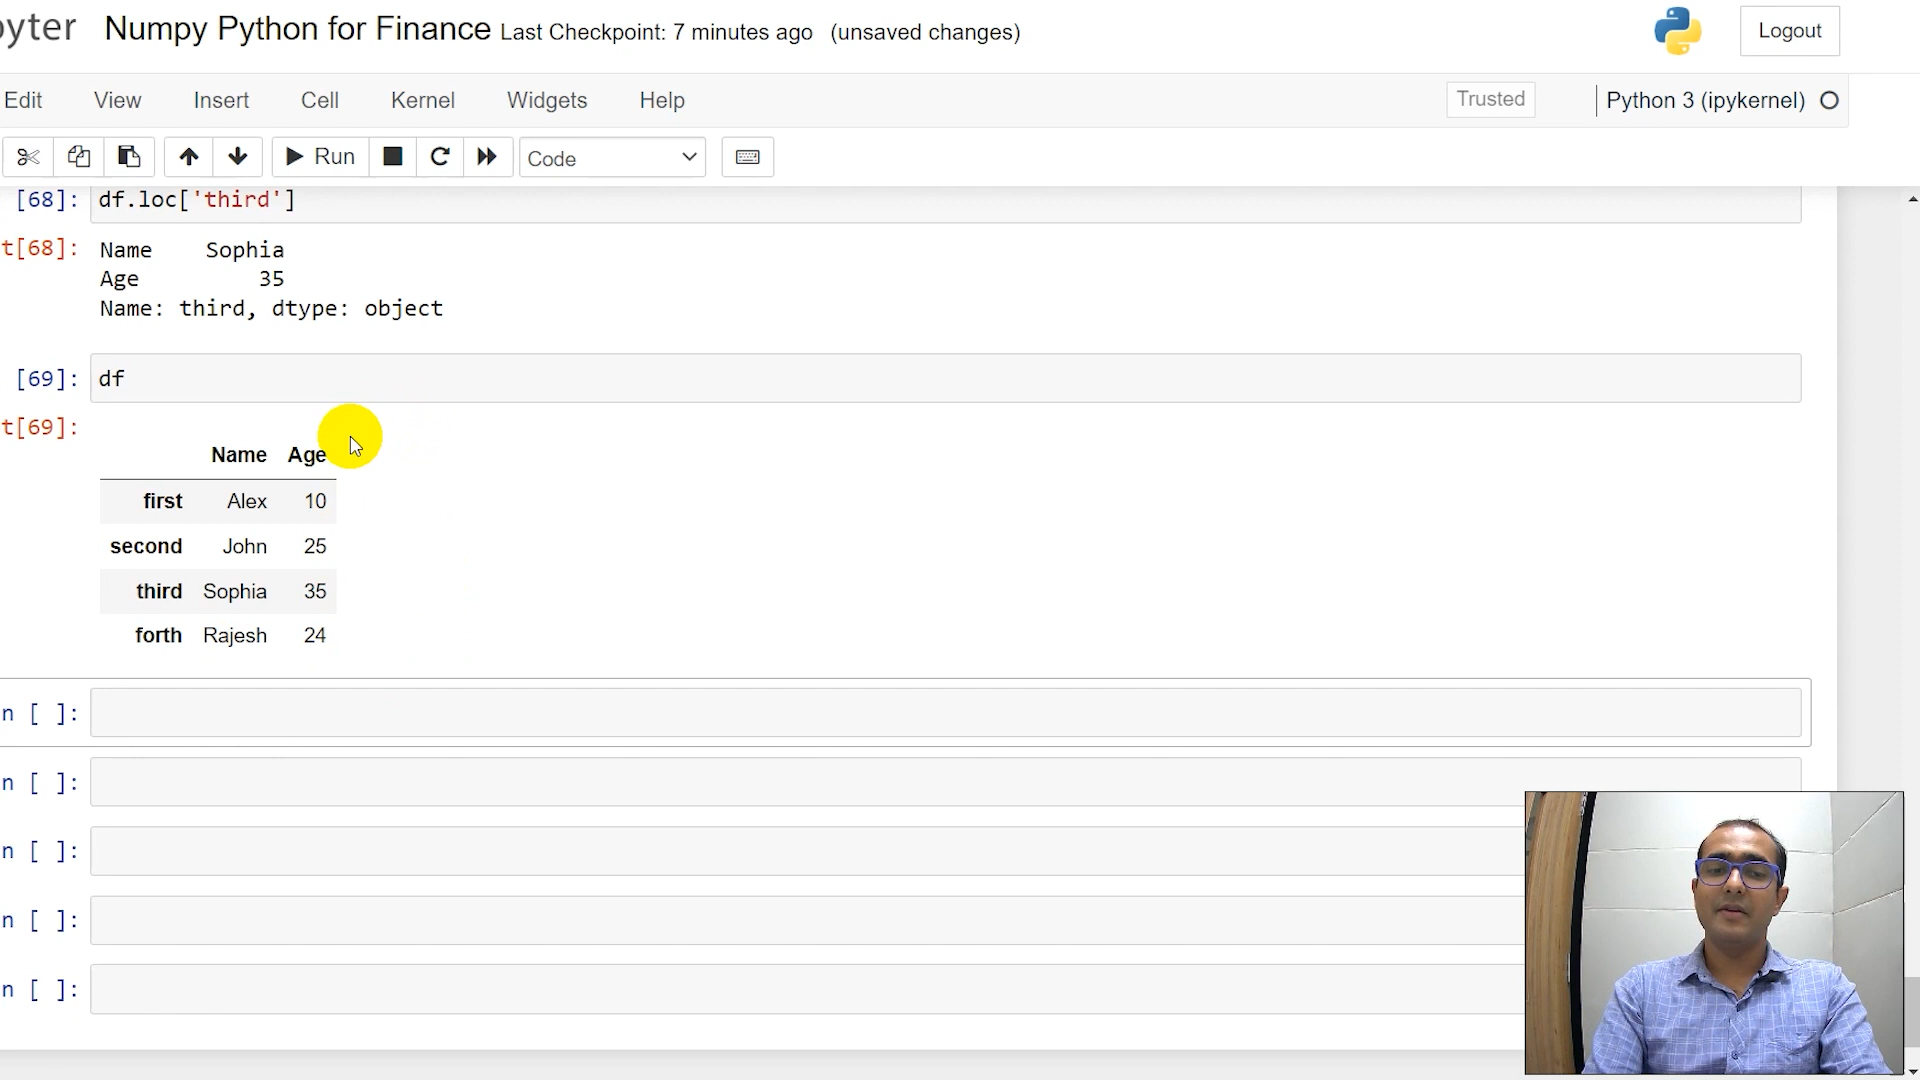 pyter Numpy Python for Finance Last Checkpoint: 7 minutes ago (unsaved changes) Logout
Edit View Insert Cell Kernel Widgets Help Trusted Python 3 (ipykernel)
Run Code
[68]: df.loc['third']
t[68]: Name Sophia
Age 35
Name: third, dtype: object
[69]: df
t[69]:
Name Age
first Alex 10
second John 25
third Sophia 35
forth Rajesh 24
n [ ]:
n [ ]:
n [ ]:
n [ ]:
n [ ]: